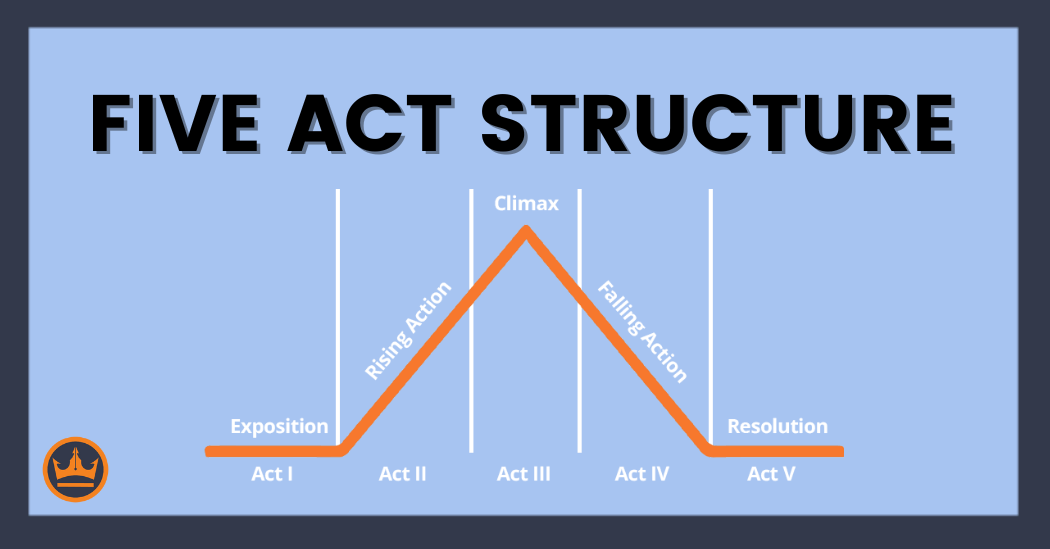 FIVE ACT STRUCTURE
Climax
Rising Action
Falling Action
Exposition
Resolution
Act I
Act II
Act III
Act IV
Act V